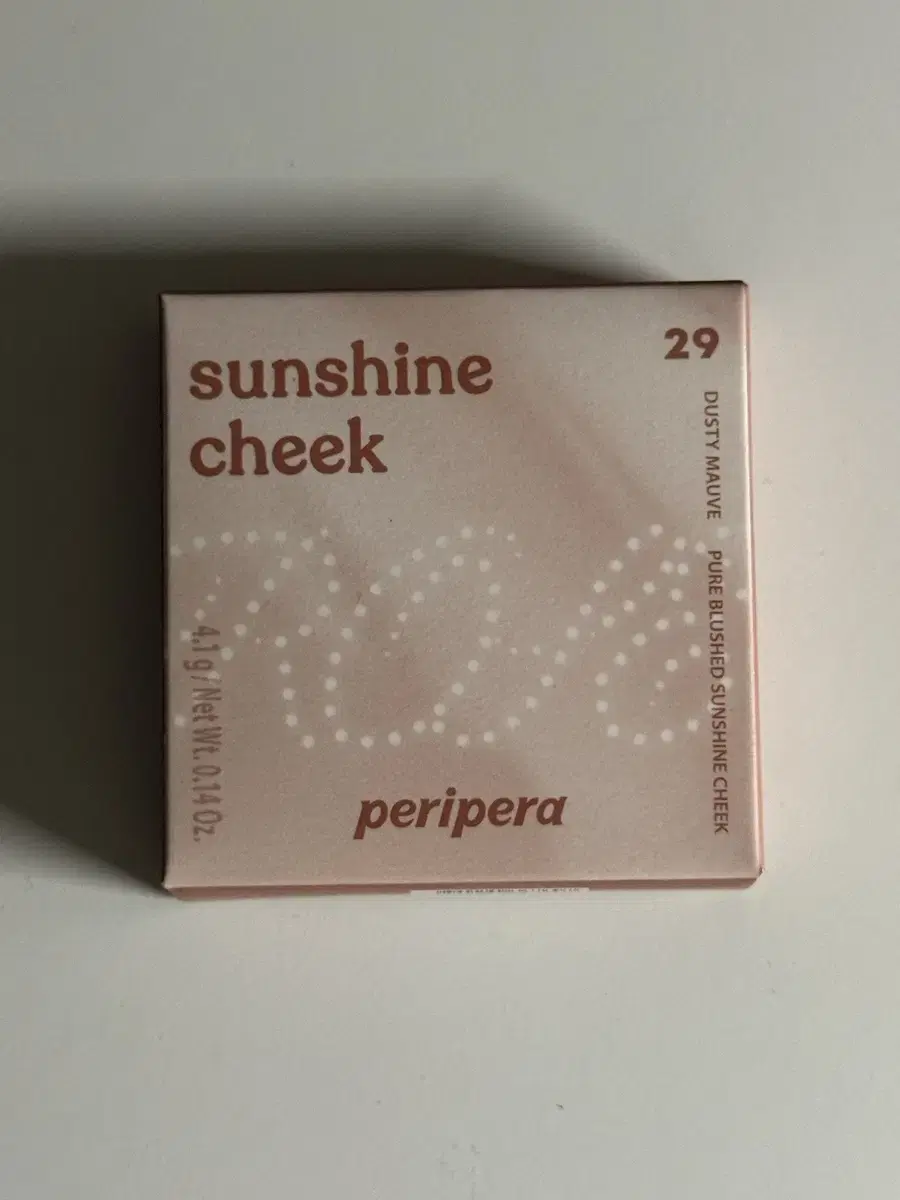 sunshine
cheek
29
DUSTY MAUVE PURE BLUSHED SUNSHINE CHEEK
4.1 g / Net Wt. 0.14 Oz.
peripera